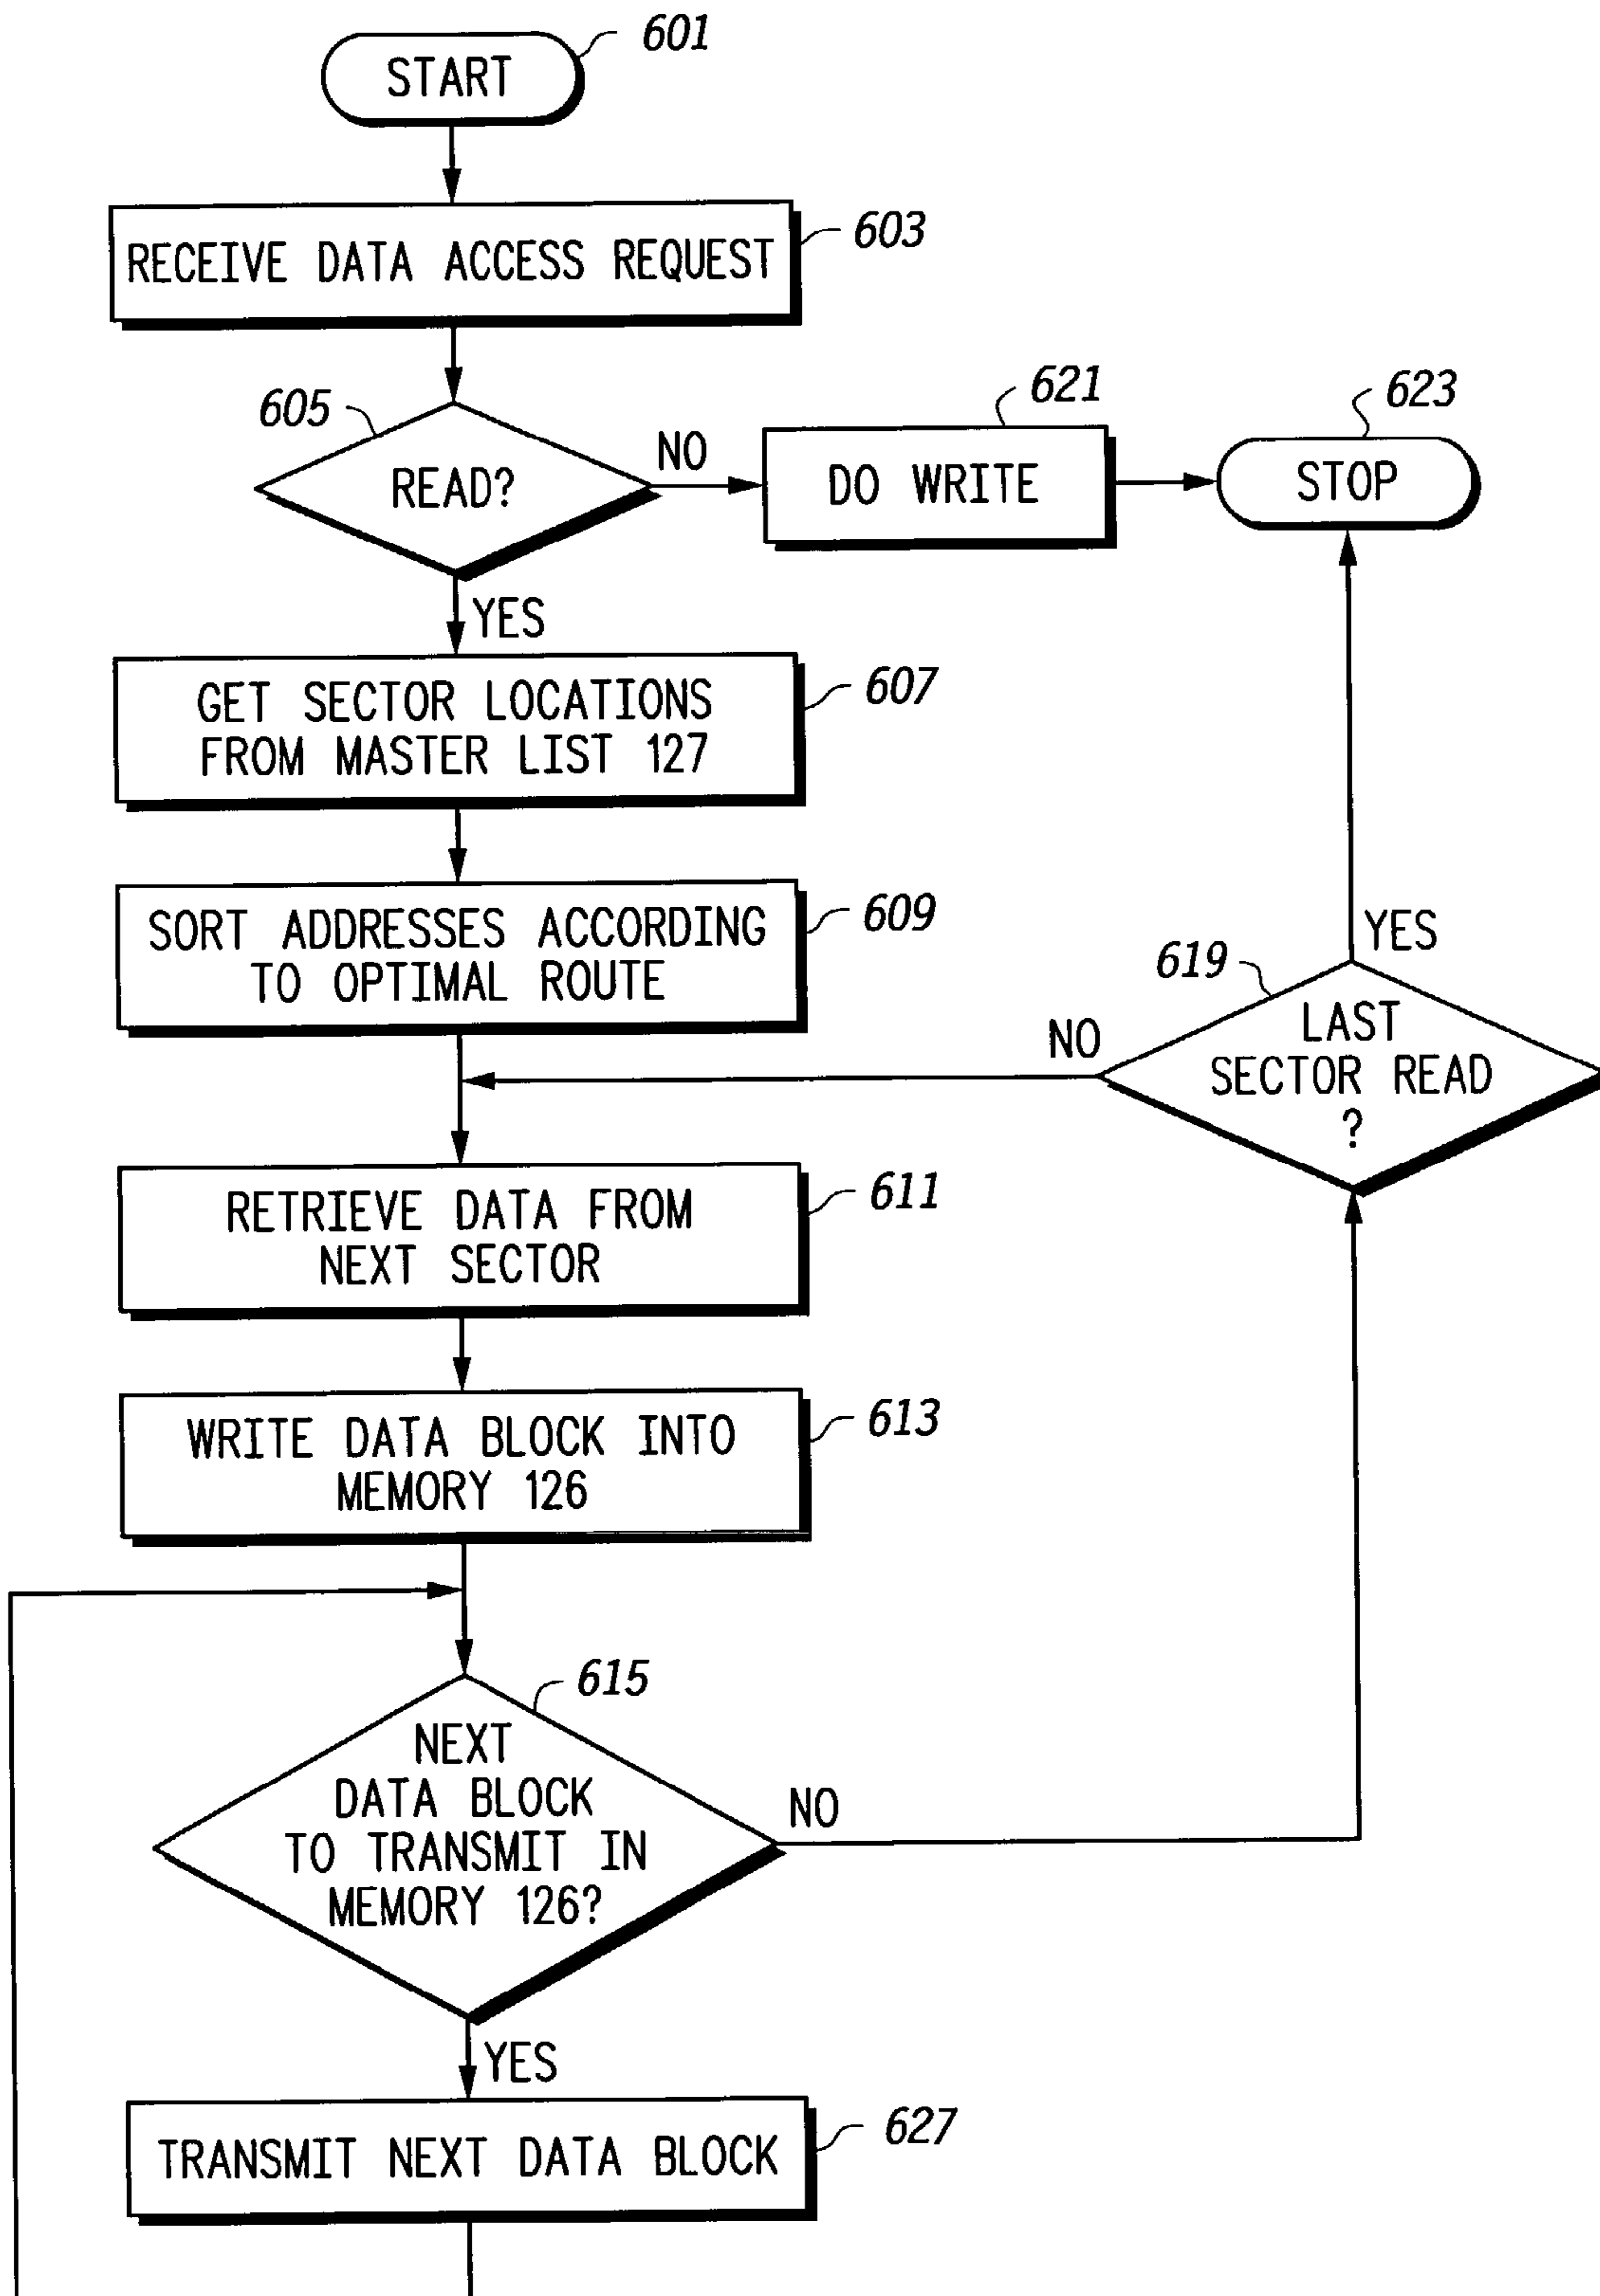 START
601
RECEIVE DATA ACCESS REQUEST
603
605
READ?
NO
YES
621
DO WRITE
623
STOP
GET SECTOR LOCATIONS
FROM MASTER LIST 127
607
SORT ADDRESSES ACCORDING
TO OPTIMAL ROUTE
609
619
LAST
SECTOR READ
?
YES
NO
RETRIEVE DATA FROM
NEXT SECTOR
611
WRITE DATA BLOCK INTO
MEMORY 126
613
615
NEXT
DATA BLOCK
TO TRANSMIT IN
MEMORY 126?
NO
YES
TRANSMIT NEXT DATA BLOCK
627